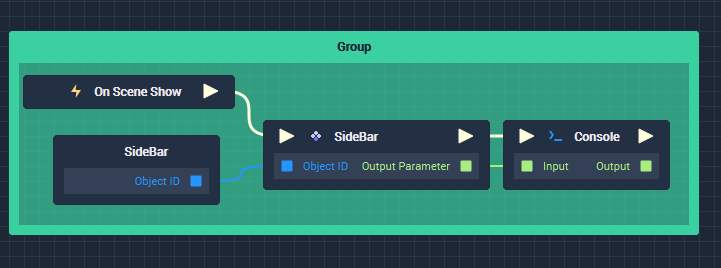 Group
On Scene Show
SideBar
Object ID
SideBar
Object ID Output Parameter
Console
Input Output